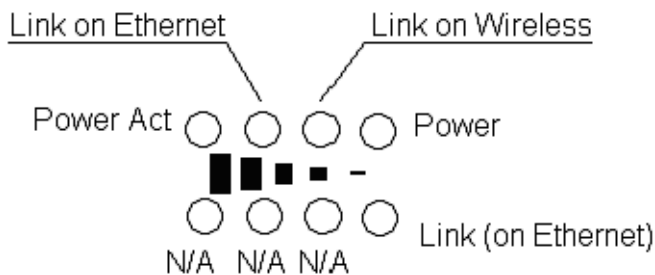 Link on Ethernet Link on Wireless
Power Act Power
Link (on Ethernet)
N/A N/A N/A